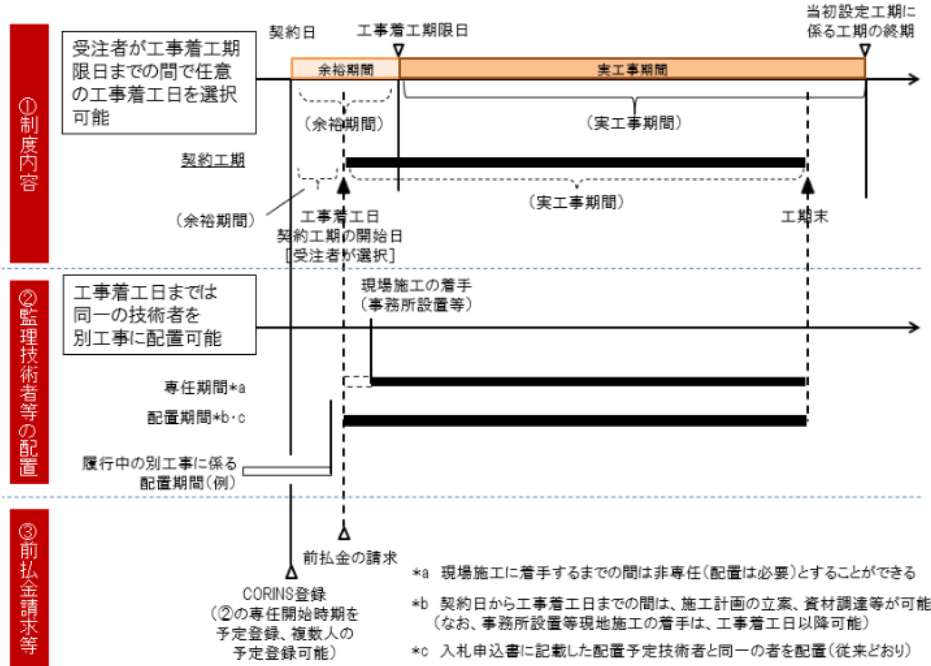 契約日
工事着工期限日
当初設定工期に
係る工期の終期
受注者が工事着工期
限日までの間で任意
の工事着工日を選択
可能
余裕期間
実工事期間
(余裕期間)
(実工事期間)
①制度内容
契約工期
(余裕期間)
(実工事期間)
工事着工日
契約工期の開始日
[受注者が選択]
工期末
②監理技術者等の配置
工事着工日までは
同一の技術者を
別工事に配置可能
現場施工の着手
(事務所設置等)
専任期間*a
配置期間*b・c
履行中の別工事に係る
配置期間(例)
③前払金請求等
前払金の請求
CORINS登録
(②の専任開始時期を
予定登録、複数人の
予定登録可能)
*a 現場施工に着手するまでの間は非専任(配置は必要)とすることができる
*b 契約日から工事着工日までの間は、施工計画の立案、資材調達等が可能
(なお、事務所設置等現地施工の着手は、工事着工日以降可能)
*c 入札申込書に記載した配置予定技術者と同一の者を配置(従来どおり)